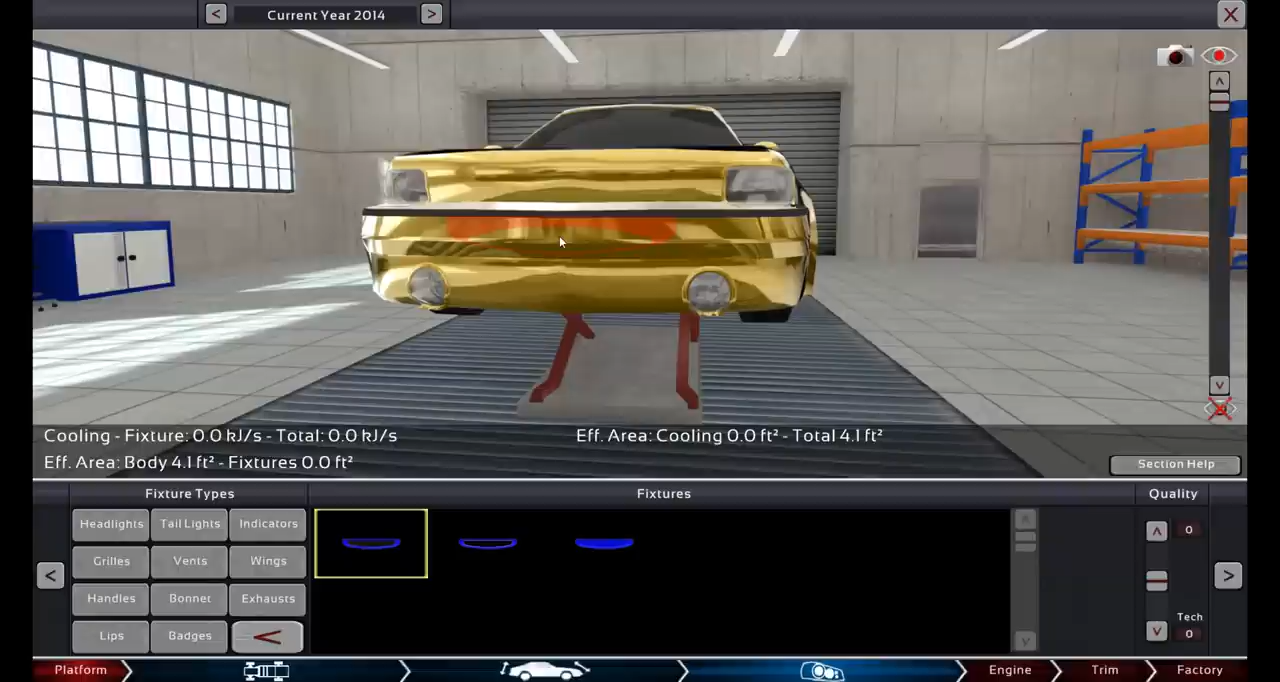 < Current Year 2014 >
Cooling - Fixture: 0.0 kJ/s - Total: 0.0 kJ/s
Eff. Area: Cooling 0.0 ft² - Total 4.1 ft²
Eff. Area: Body 4.1 ft² - Fixtures 0.0 ft²
Section Help
Fixture Types
Fixtures
Quality
Headlights
Tail Lights
Indicators
0
Grilles
Vents
Wings
Handles
Bonnet
Exhausts
Tech
0
Lips
Badges
Platform
Engine
Trim
Factory